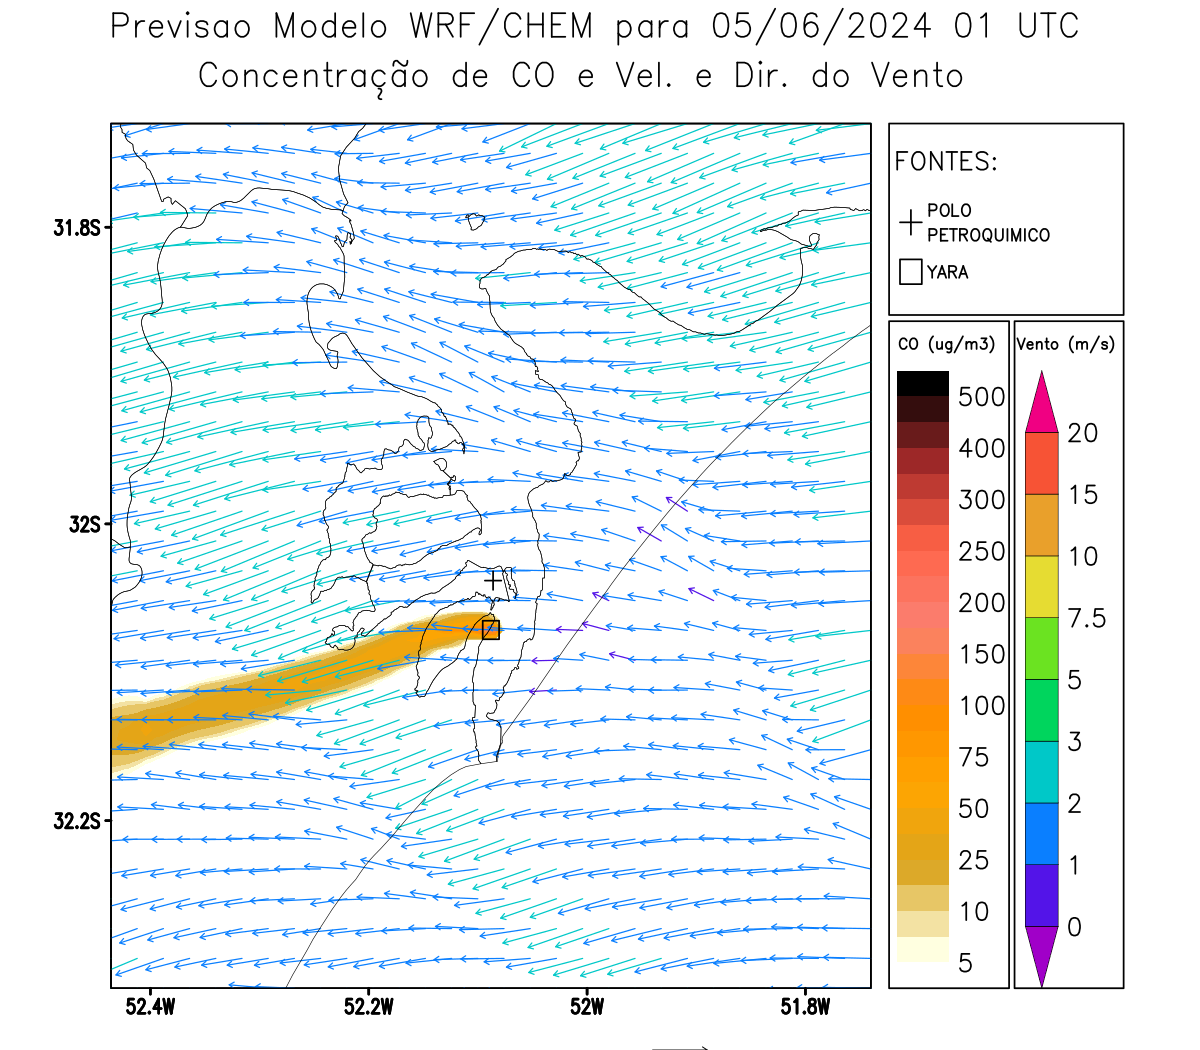 Previsao Modelo WRF/CHEM para 05/06/2024 01 UTC
Concentração de CO e Vel. e Dir. do Vento
FONTES:
POLO
PETROQUIMICO
YARA
CO (ug/m3)
500
400
300
250
200
150
100
75
50
25
10
5
Vento (m/s)
20
15
10
7.5
5
3
2
1
0
31.8S
32S
32.2S
52.4W
52.2W
52W
51.8W